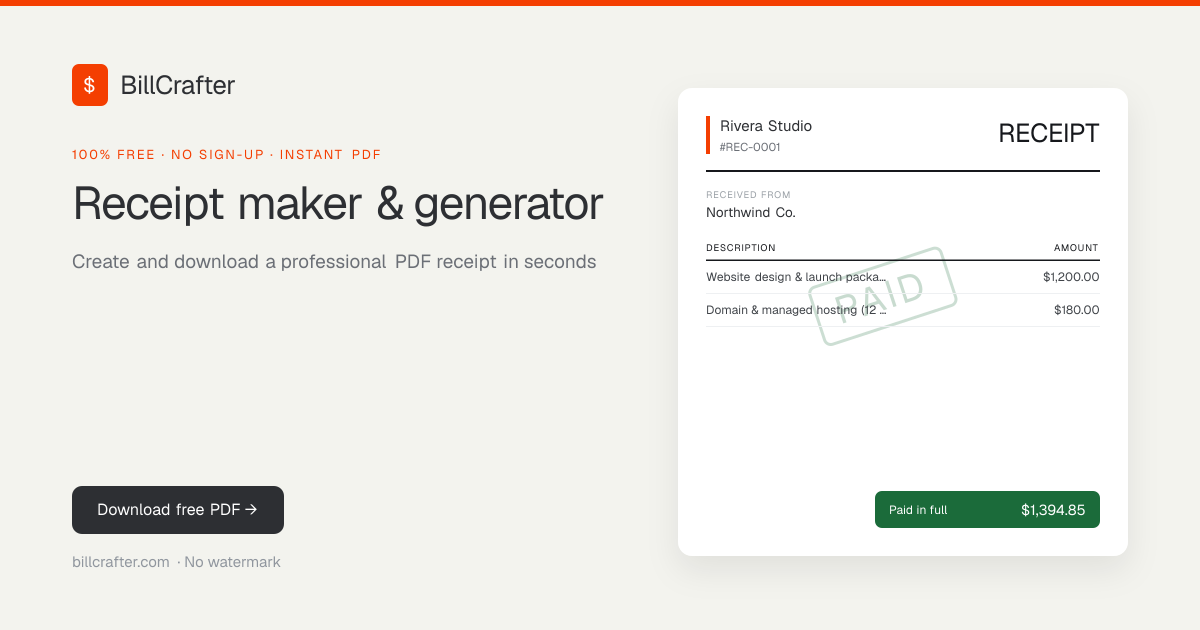 $ BillCrafter
100% FREE · NO SIGN-UP · INSTANT PDF
Receipt maker & generator
Create and download a professional PDF receipt in seconds
Download free PDF →
billcrafter.com · No watermark
Rivera Studio
#REC-0001
RECEIPT
RECEIVED FROM
Northwind Co.
DESCRIPTION AMOUNT
Website design & launch packa… $1,200.00
Domain & managed hosting (12 … $180.00
PAID
Paid in full $1,394.85